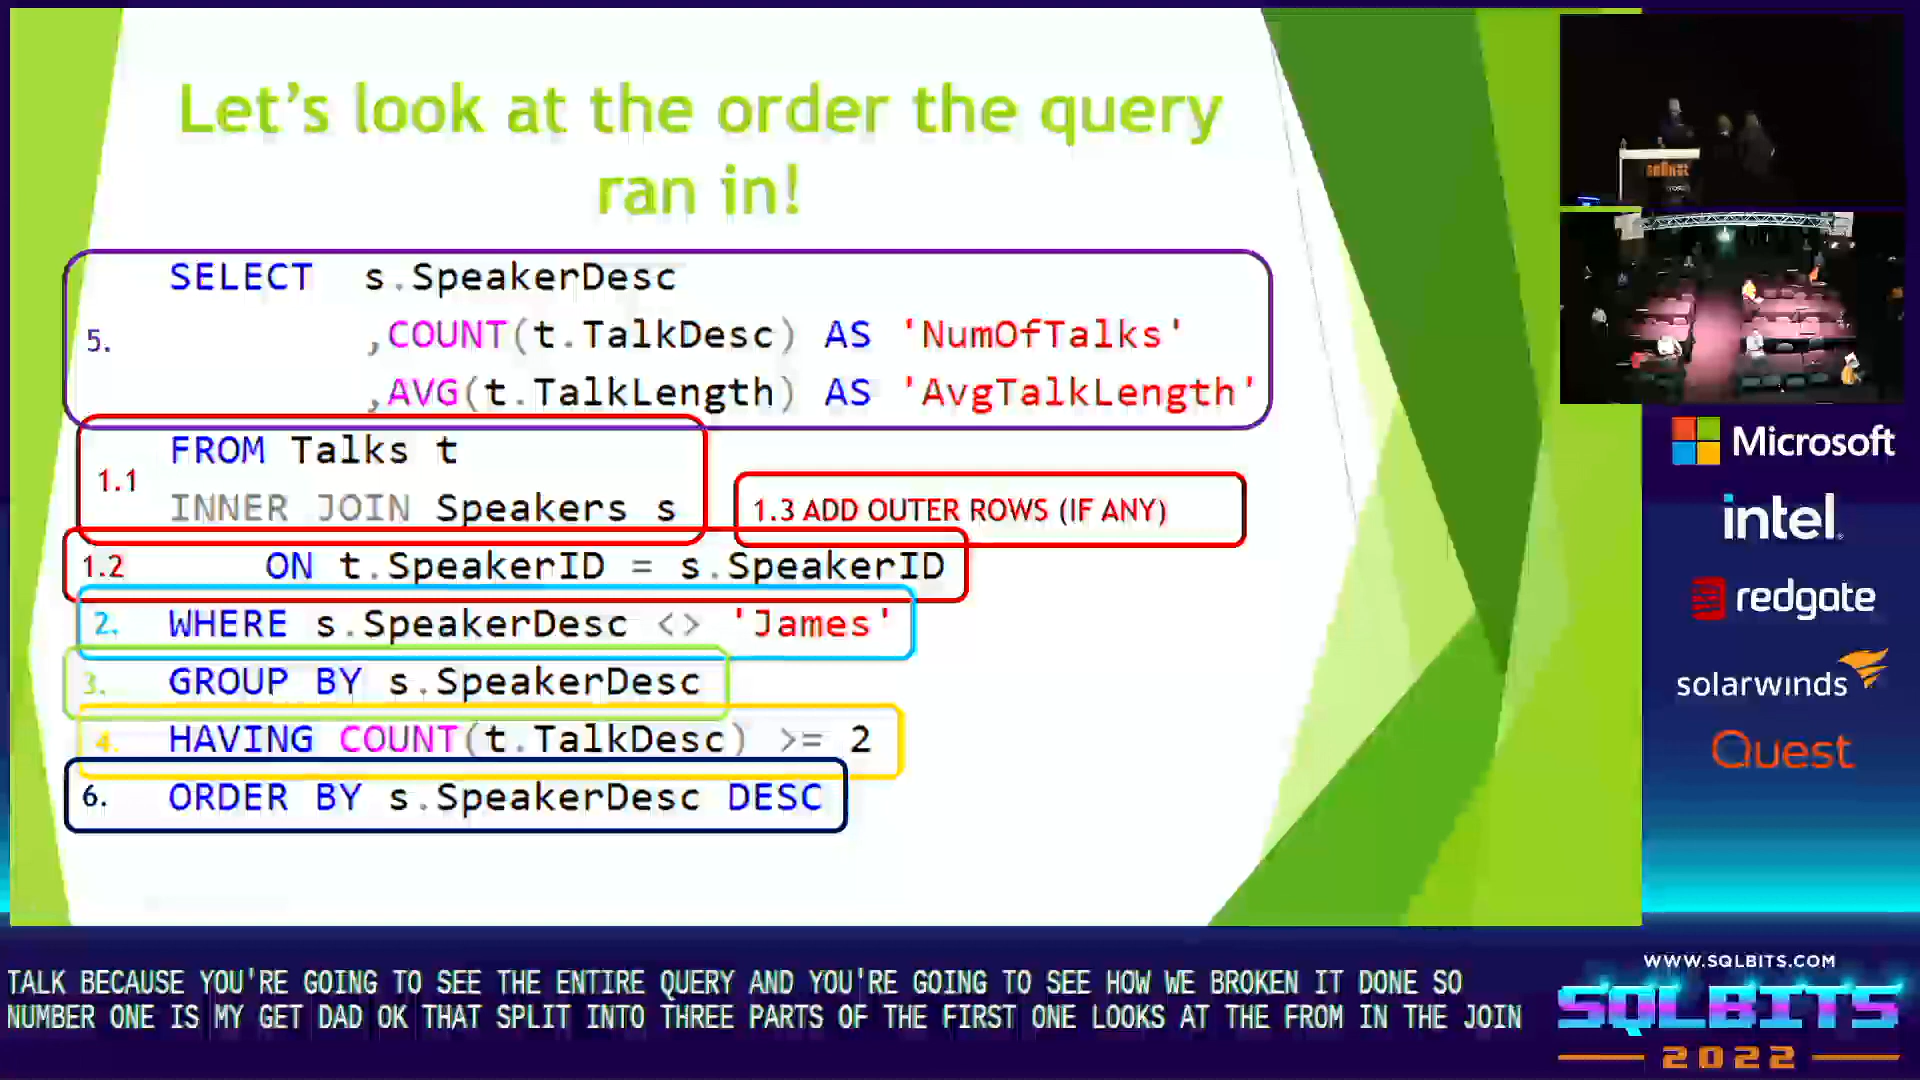 Let's look at the order the query
ran in!
5.
SELECT s.SpeakerDesc
,COUNT(t.TalkDesc) AS 'NumOfTalks'
,AVG(t.TalkLength) AS 'AvgTalkLength'
1.1
FROM Talks t
INNER JOIN Speakers s
1.3 ADD OUTER ROWS (IF ANY)
1.2 ON t.SpeakerID = s.SpeakerID
2. WHERE s.SpeakerDesc <> 'James'
3. GROUP BY s.SpeakerDesc
4. HAVING COUNT(t.TalkDesc) >= 2
6. ORDER BY s.SpeakerDesc DESC
Microsoft
intel.
redgate
solarwinds
Quest
TALK BECAUSE YOU'RE GOING TO SEE THE ENTIRE QUERY AND YOU'RE GOING TO SEE HOW WE BROKEN IT DONE SO
NUMBER ONE IS MY GET DAD OK THAT SPLIT INTO THREE PARTS OF THE FIRST ONE LOOKS AT THE FROM IN THE JOIN
WWW.SQLBITS.COM
SQLBITS
2022